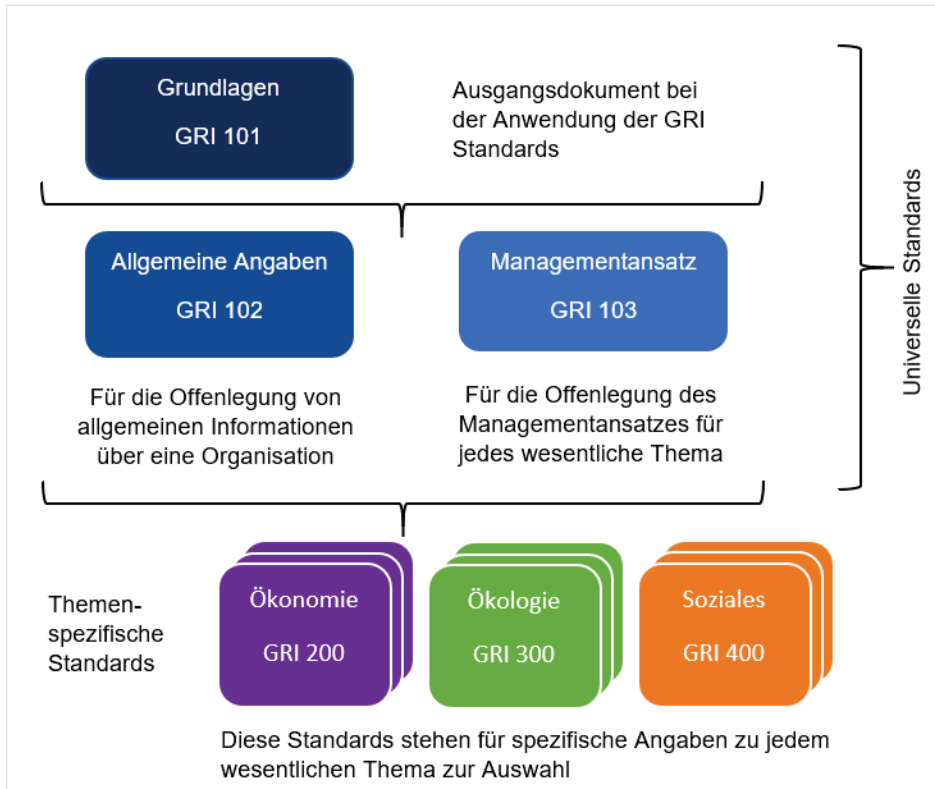 Grundlagen
GRI 101
Ausgangsdokument bei
der Anwendung der GRI
Standards
Allgemeine Angaben
GRI 102
Managementansatz
GRI 103
Für die Offenlegung von
allgemeinen Informationen
über eine Organisation
Für die Offenlegung des
Managementansatzes für
jedes wesentliche Thema
Universelle Standards
Themen-
spezifische
Standards
Ökonomie
GRI 200
Ökologie
GRI 300
Soziales
GRI 400
Diese Standards stehen für spezifische Angaben zu jedem
wesentlichen Thema zur Auswahl